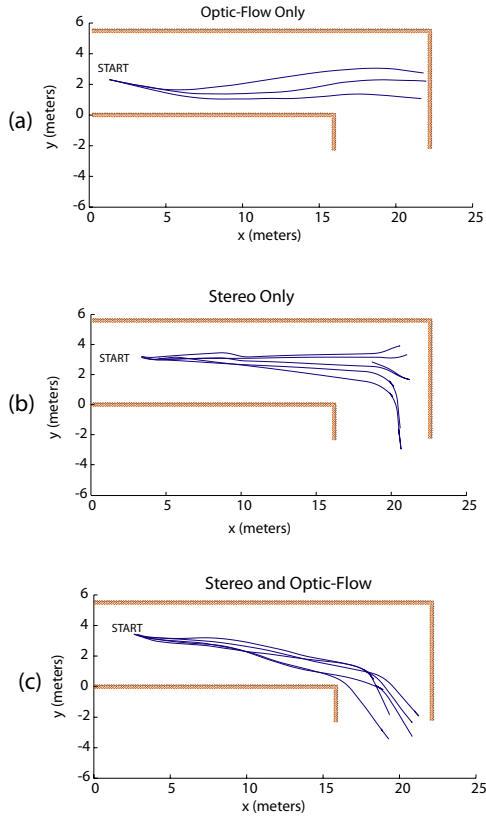 Optic-Flow Only
6
START
4
2
(a)
0
y (meters)
-2
-4
-6
0 5 10 15 20 25
x (meters)
Stereo Only
6
4
START
2
(b)
0
y (meters)
-2
-4
-6
0 5 10 15 20 25
x (meters)
Stereo and Optic-Flow
6
START
4
2
(c)
0
y (meters)
-2
-4
-6
0 5 10 15 20 25
x (meters)